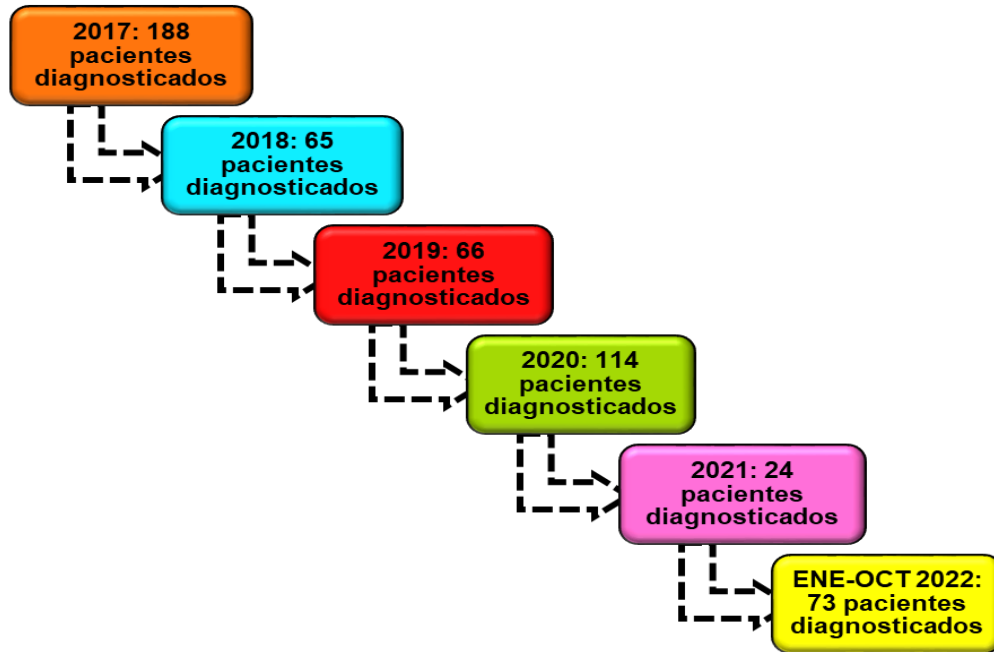 2017: 188
pacientes
diagnosticados
2018: 65
pacientes
diagnosticados
2019: 66
pacientes
diagnosticados
2020: 114
pacientes
diagnosticados
2021: 24
pacientes
diagnosticados
ENE-OCT 2022:
73 pacientes
diagnosticados